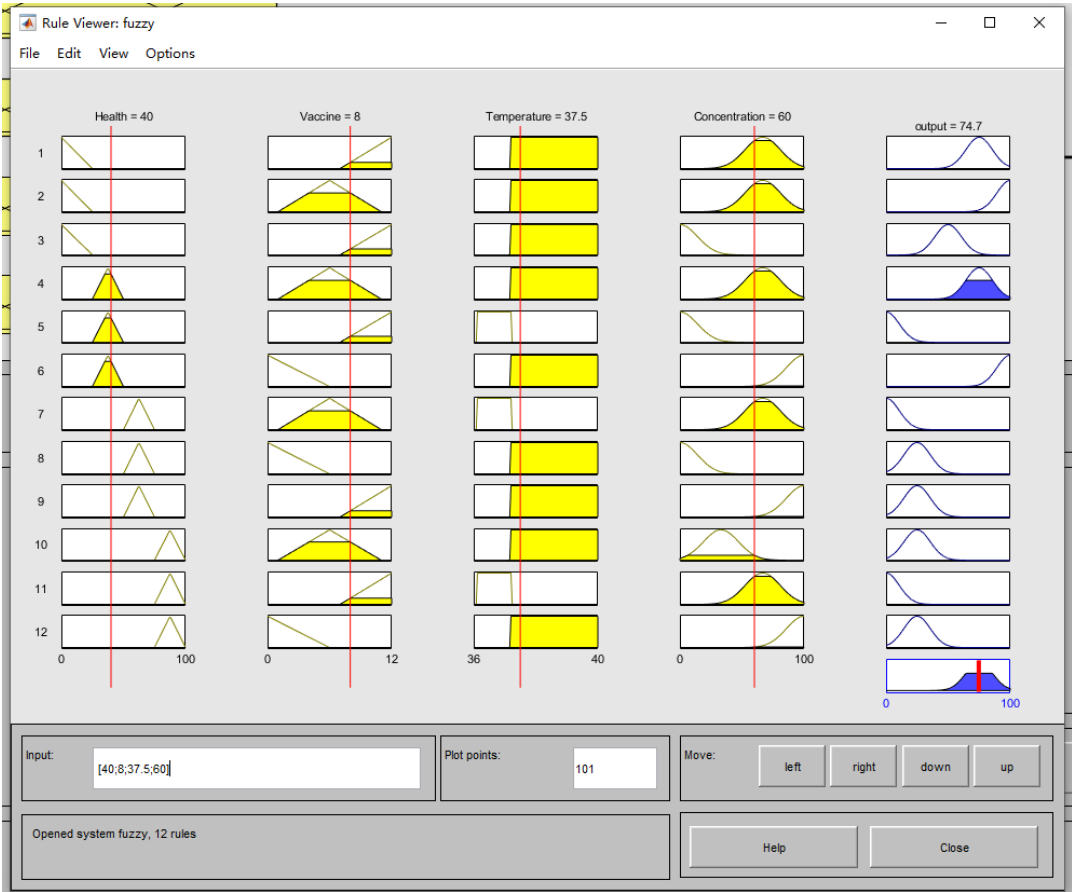 Rule Viewer: fuzzy
File Edit View Options
Health = 40 Vaccine = 8 Temperature = 37.5 Concentration = 60 output = 74.7
1
2
3
4
5
6
7
8
9
10
11
12
0 100 0 12 36 40 0 100
0 100
Input: [40;8;37.5;60] Plot points: 101 Move: left right down up
Opened system fuzzy, 12 rules
Help Close